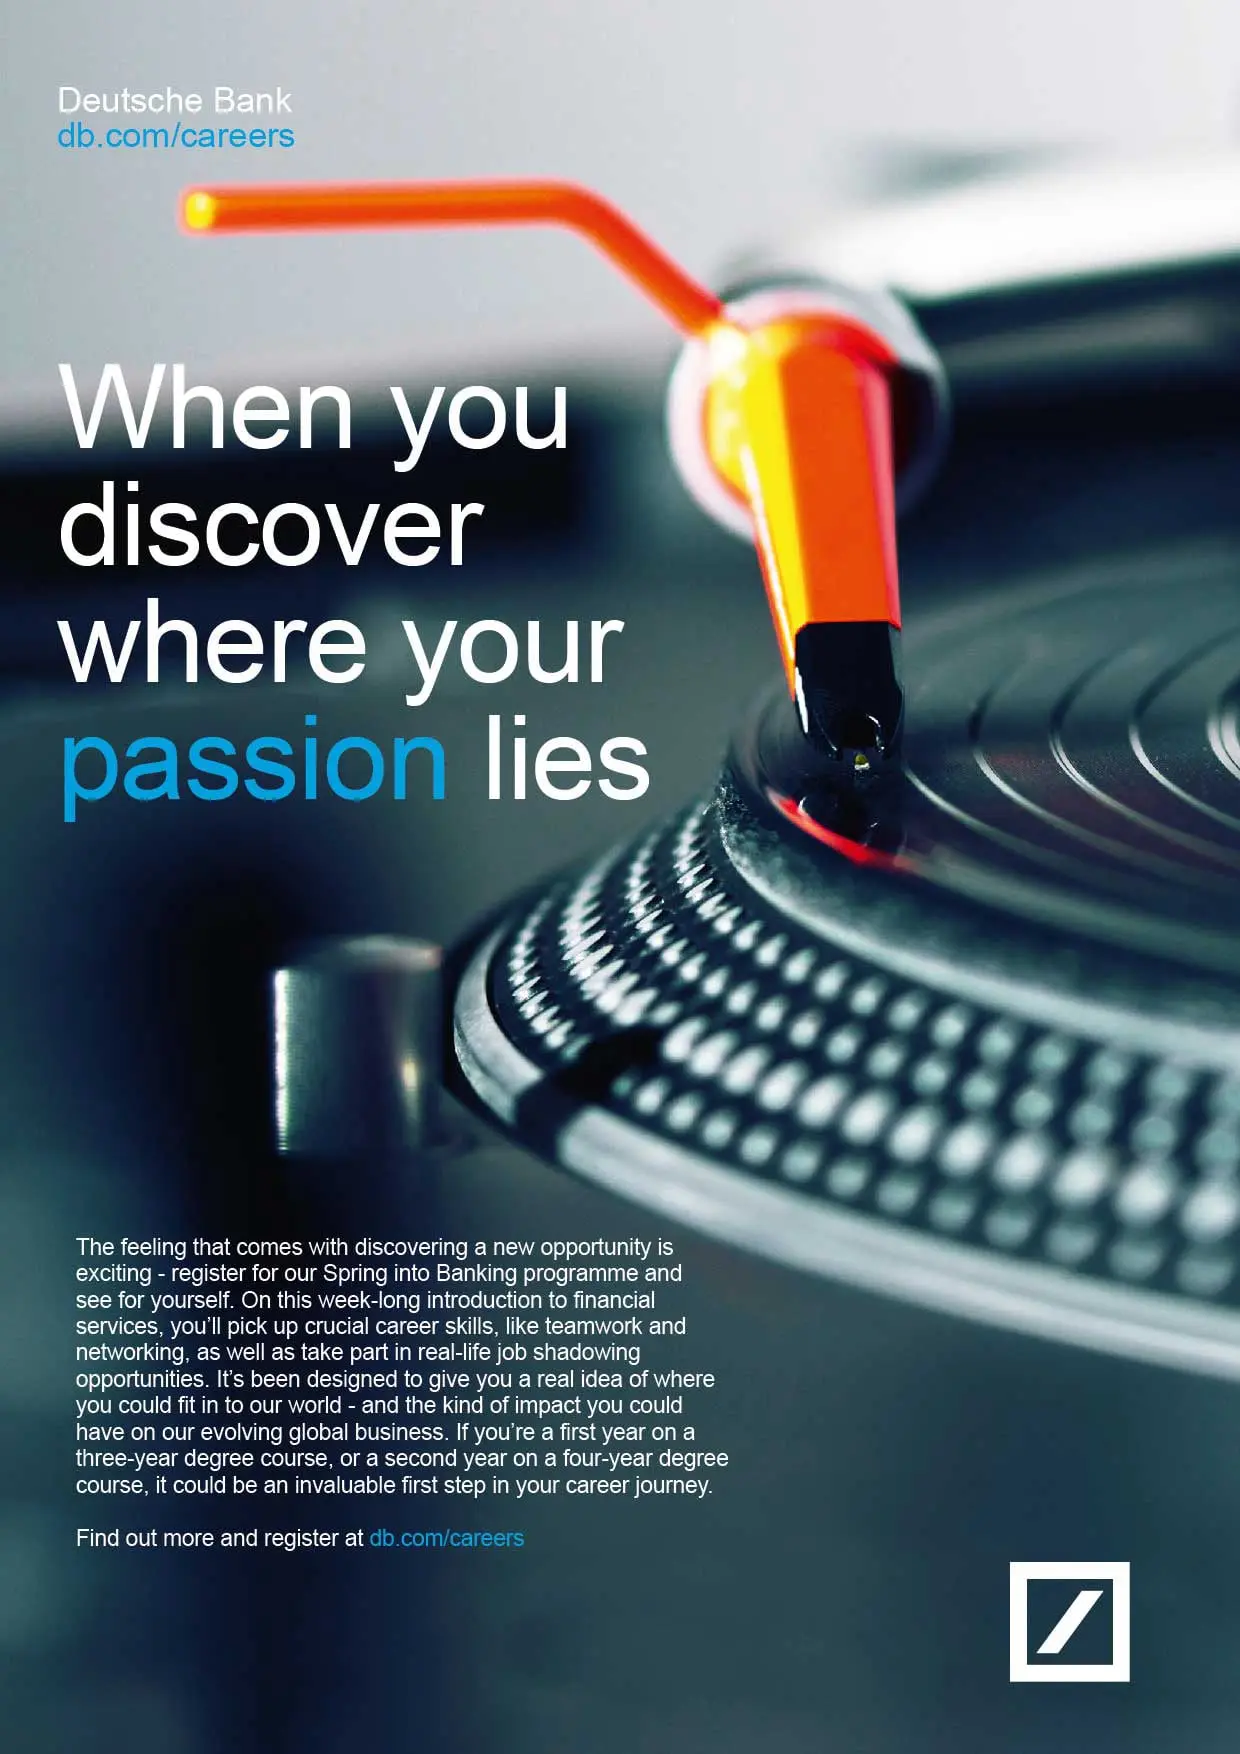 Deutsche Bank
db.com/careers
When you
discover
where your
passion lies
The feeling that comes with discovering a new opportunity is
exciting - register for our Spring into Banking programme and
see for yourself. On this week-long introduction to financial
services, you’ll pick up crucial career skills, like teamwork and
networking, as well as take part in real-life job shadowing
opportunities. It’s been designed to give you a real idea of where
you could fit in to our world - and the kind of impact you could
have on our evolving global business. If you’re a first year on a
three-year degree course, or a second year on a four-year degree
course, it could be an invaluable first step in your career journey.
Find out more and register at db.com/careers